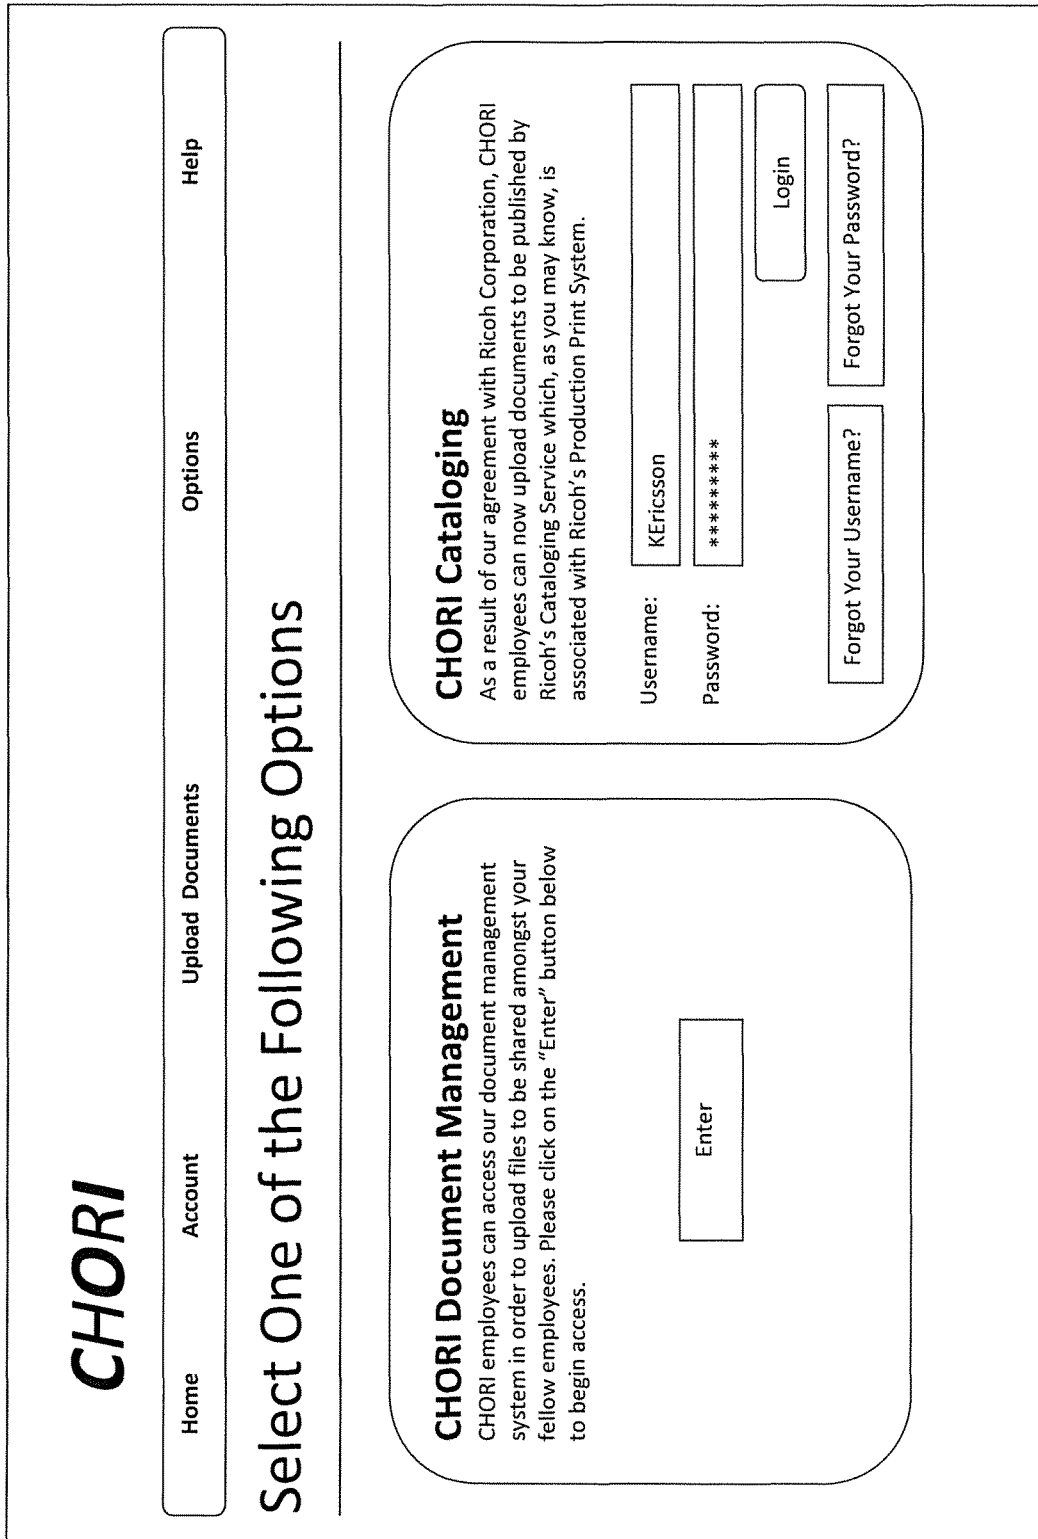 CHORI
Home Account Upload Documents Options Help
Select One of the Following Options
CHORI Document Management
CHORI employees can access our document management
system in order to upload files to be shared amongst your
fellow employees. Please click on the “Enter” button below
to begin access.
Enter
CHORI Cataloging
As a result of our agreement with Ricoh Corporation, CHORI
employees can now upload documents to be published by
Ricoh’s Cataloging Service which, as you may know, is
associated with Ricoh’s Production Print System.
Username: KEricsson
Password: *********
Login
Forgot Your Username? Forgot Your Password?